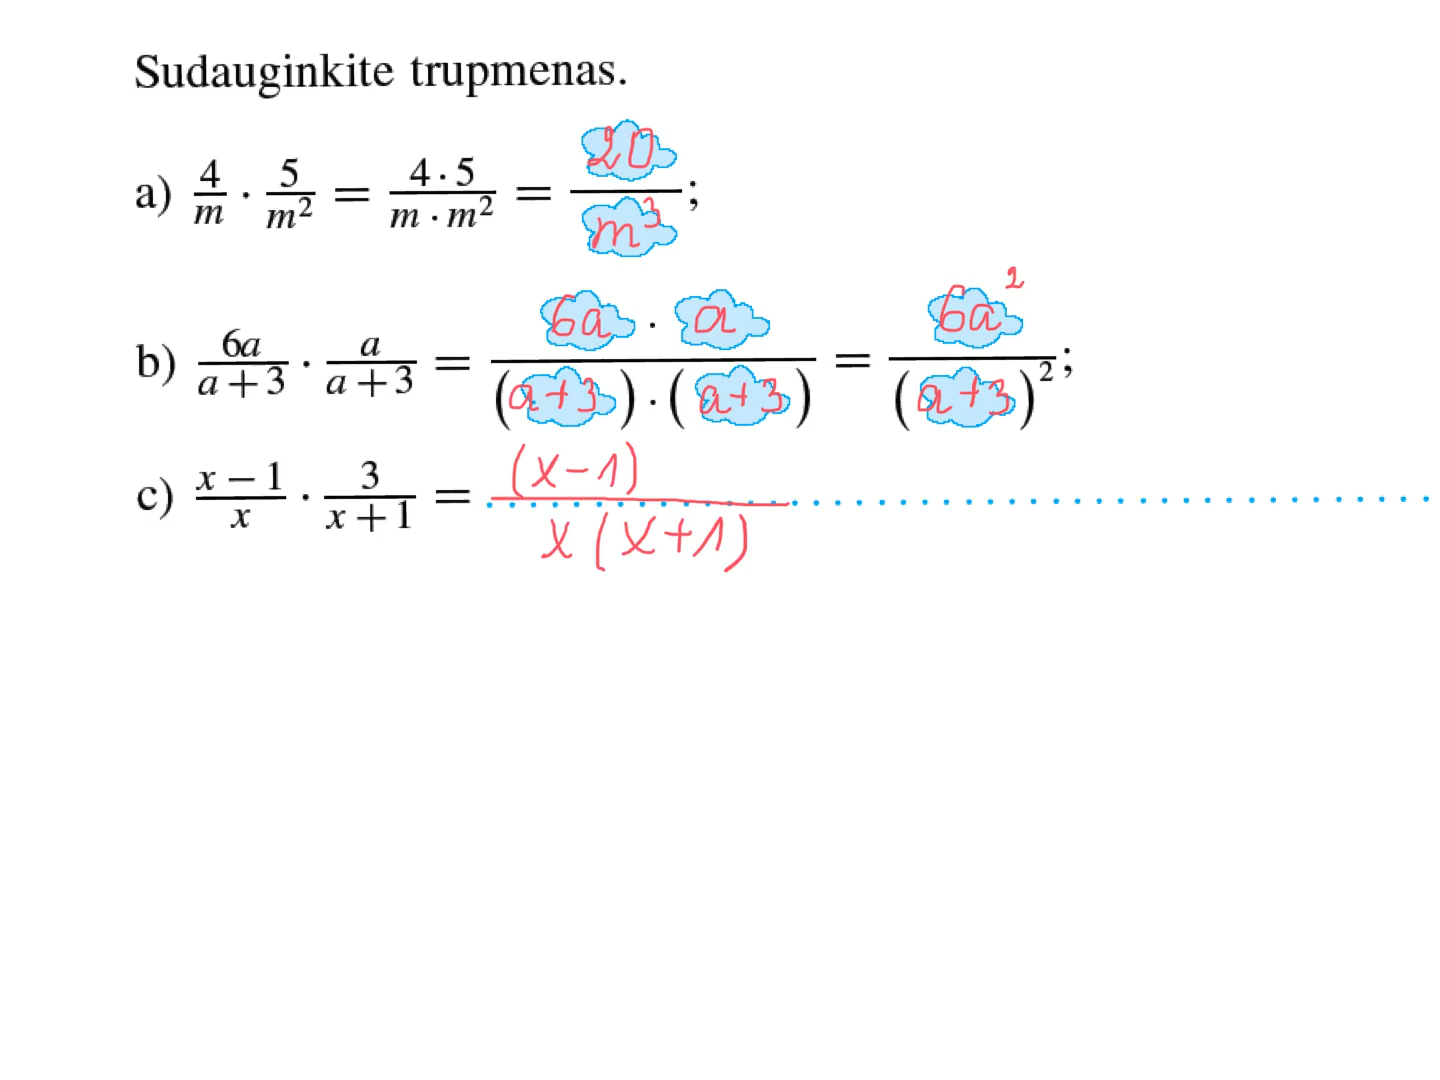 Sudauginkite trupmenas.
a) 4/m · 5/m² = (4 · 5)/(m · m²) = 20/m³;
b) 6a/(a + 3) · a/(a + 3) = (6a · a)/((a+3) · (a+3)) = 6a²/(a+3)²;
c) (x − 1)/x · 3/(x + 1) = (x−1)/(x(x+1))